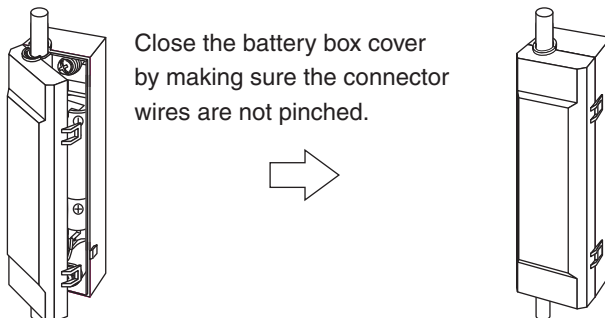 Close the battery box cover
by making sure the connector
wires are not pinched.